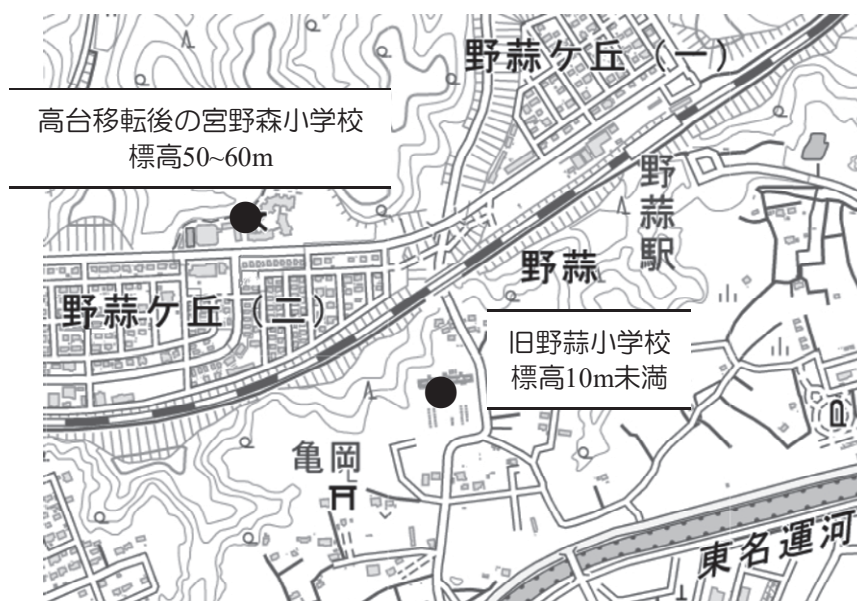 野蒜ケ丘(一)
高台移転後の宮野森小学校
標高50~60m
野蒜駅
野蒜
野蒜ケ丘(二)
旧野蒜小学校
標高10m未満
亀岡
東名運河